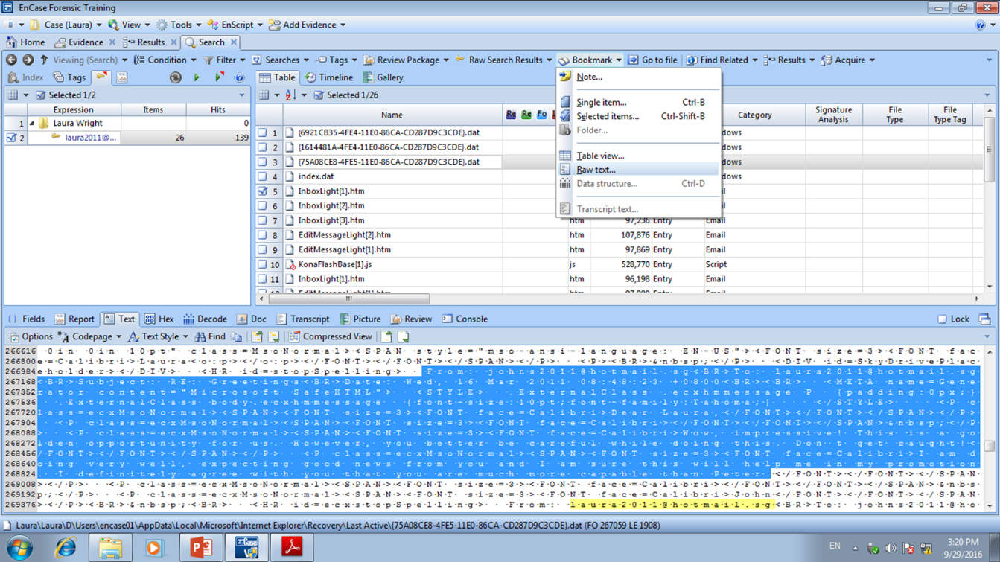 EnCase Forensic Training
Case (Laura) View Tools EnScript Add Evidence
Home Evidence Results Search
Viewing (Search) Condition Filter Searches Tags Review Package Raw Search Results Bookmark Go to file Find Related Results Acquire
Index Tags Table Timeline Gallery
Selected 1/2 Selected 1/26
Expression Items Hits
1 Laura Wright 0
2 laura2011@... 26 139
Name Re Re Fo Category Signature Analysis File Type File Type Tag
1 {6921CB35-4FE4-11E0-86CA-CD287D9C3CDE}.dat dows
2 {1614481A-4FE4-11E0-86CA-CD287D9C3CDE}.dat dows
3 {75A08CE8-4FE5-11E0-86CA-CD287D9C3CDE}.dat dows
4 index.dat dows
5 InboxLight[1].htm il
6 InboxLight[2].htm il
7 InboxLight[3].htm htm 97,236 Entry Email
8 EditMessageLight[2].htm htm 107,876 Entry Email
9 EditMessageLight[1].htm htm 97,869 Entry Email
10 KonaFlashBase[1].js js 528,770 Entry Script
11 InboxLight[1].htm htm 96,198 Entry Email
Note...
Single item... Ctrl-B
Selected items... Ctrl-Shift-B
Folder...
Table view...
Raw text...
Data structure... Ctrl-D
Transcript text...
Fields Report Text Hex Decode Doc Transcript Picture Review Console Lock
Options Codepage Text Style Find Compressed View
266616 ·0·i·n· ·0·i·n· ·1·0·p·t·"· ·c·l·a·s·s·=·M·s·o·N·o·r·m·a·l·>·<·S·P·A·N· ·s·t·y·l·e·=·"·m·s·o·-·a·n·s·i·-·l·a·n·g·u·a·g·e·:· ·E·N·-·U·S·"·>·<·F·O·N·T· ·s·i·z·e·=·3·>·<·F·O·N·T· ·f·a·c
266800 ·e·=·C·a·l·i·b·r·i·>·L·a·u·r·a·<·o·:·p·>·<·/·o·:·p·>·<·/·F·O·N·T·>·<·/·F·O·N·T·>·<·/·S·P·A·N·>·<·/·P·>·<·B·R·>·&·n·b·s·p·;·<·/·P·>· ·<·D·I·V· ·i·d·=·S·k·y·D·r·i·v·e·P·l·a·c
266984 ·e·h·o·l·d·e·r·>·<·/·D·I·V·>· ·<·H·R· ·i·d·=·s·t·o·p·S·p·e·l·l·i·n·g·>· ·F·r·o·m·:· ·j·o·h·n·s·2·0·1·1·@·h·o·t·m·a·i·l·.·s·g·<·B·R·>·T·o·:· ·l·a·u·r·a·2·0·1·1·@·h·o·t·m·a·i·l·.·s·g
267168 ·<·B·R·>·S·u·b·j·e·c·t·:· ·R·E·:· ·G·r·e·e·t·i·n·g·s·<·B·R·>·D·a·t·e·:· ·W·e·d·,· ·1·6· ·M·a·r· ·2·0·1·1· ·0·8·:·4·8·:·2·3· ·+·0·8·0·0·<·B·R·>· ·<·M·E·T·A· ·n·a·m·e·=·G·e·n·e
267352 ·r·a·t·o·r· ·c·o·n·t·e·n·t·=·"·M·i·c·r·o·s·o·f·t· ·S·a·f·e·H·T·M·L·"·>· ·<·S·T·Y·L·E·>· ·.·E·x·t·e·r·n·a·l·C·l·a·s·s· ·.·e·c·x·h·m·m·e·s·s·a·g·e· ·P· ·{·p·a·d·d·i·n·g·:·0·p·x·;·}
267536 ·.·E·x·t·e·r·n·a·l·C·l·a·s·s· ·b·o·d·y·.·e·c·x·h·m·m·e·s·s·a·g·e· ·{·f·o·n·t·-·s·i·z·e·:·1·0·p·t·;·f·o·n·t·-·f·a·m·i·l·y·:·T·a·h·o·m·a·;·}· ·<·/·S·T·Y·L·E·>· ·<·P· ·c
267720 ·l·a·s·s·=·e·c·x·M·s·o·N·o·r·m·a·l·>·<·S·P·A·N·>·<·F·O·N·T· ·s·i·z·e·=·3·>·<·F·O·N·T· ·f·a·c·e·=·C·a·l·i·b·r·i·>·D·e·a·r· ·L·a·u·r·a·,·<·/·F·O·N·T·>·<·/·F·O·N·T·>·<·/·S·P·A·N·>·<·/·P·>
267904 ·<·P· ·c·l·a·s·s·=·e·c·x·M·s·o·N·o·r·m·a·l·>·<·S·P·A·N·>·<·F·O·N·T· ·s·i·z·e·=·3·>·<·F·O·N·T· ·f·a·c·e·=·C·a·l·i·b·r·i·>·<·/·F·O·N·T·>·<·/·F·O·N·T·>·<·/·S·P·A·N·>·&·n·b·s·p·;·<·/·P·>
268088 ·<·P· ·c·l·a·s·s·=·e·c·x·M·s·o·N·o·r·m·a·l·>·<·S·P·A·N·>·<·F·O·N·T· ·s·i·z·e·=·3·>·<·F·O·N·T· ·f·a·c·e·=·C·a·l·i·b·r·i·>·W·o·w·,· ·i·m·p·r·e·s·s·i·v·e·!· ·T·h·i·s· ·i·s· ·a· ·g·o
268272 ·l·d·e·n· ·o·p·p·o·r·t·u·n·i·t·y· ·f·o·r· ·u·s·.· ·H·o·w·e·v·e·r·,· ·y·o·u· ·b·e·t·t·e·r· ·b·e· ·c·a·r·e·f·u·l· ·w·h·i·l·e· ·d·o·i·n·g· ·t·h·i·s·.· ·D·o·n·'·t· ·g·e·t· ·c·a·u·g·h·t·!·<
268456 ·/·F·O·N·T·>·<·/·F·O·N·T·>·<·/·S·P·A·N·>·<·/·P·>· ·<·P· ·c·l·a·s·s·=·e·c·x·M·s·o·N·o·r·m·a·l·>·<·S·P·A·N·>·<·F·O·N·T· ·s·i·z·e·=·3·>·<·F·O·N·T· ·f·a·c·e·=·C·a·l·i·b·r·i·>·I· ·a·m· ·d
268640 ·o·i·n·g· ·v·e·r·y· ·w·e·l·l·,· ·e·x·p·e·c·t·i·n·g· ·g·o·o·d· ·n·e·w·s· ·f·r·o·m· ·y·o·u· ·a·n·d· ·I· ·a·m· ·s·u·r·e· ·t·h·i·s· ·w·i·l·l· ·h·e·l·p· ·m·e· ·i·n· ·m·y· ·p·r·o·m·o·t·i·o·n
268824 ·.· ·I· ·d·e·f·i·n·i·t·e·l·y· ·a·g·r·e·e· ·w·i·t·h· ·y·o·u· ·t·h·a·t· ·y·o·u· ·a·r·e· ·m·u·c·h· ·m·o·r·e· ·c·a·p·a·b·l·e· ·t·h·a·n· ·P·e·t·e·r·.·<·/·F·O·N·T·>·<·/·F·O·N·T·>·<·/·S·P·A·N
269008 ·>·<·/·P·>· ·<·P· ·c·l·a·s·s·=·e·c·x·M·s·o·N·o·r·m·a·l·>·<·S·P·A·N·>·<·F·O·N·T· ·s·i·z·e·=·3·>·<·F·O·N·T· ·f·a·c·e·=·C·a·l·i·b·r·i·>·<·/·F·O·N·T·>·<·/·F·O·N·T·>·<·/·S·P·A·N·>·&·n·b·s
269192 ·p·;·<·/·P·>· ·<·P· ·c·l·a·s·s·=·e·c·x·M·s·o·N·o·r·m·a·l·>·<·S·P·A·N·>·<·F·O·N·T· ·s·i·z·e·=·3·>·<·F·O·N·T· ·f·a·c·e·=·C·a·l·i·b·r·i·>·J·o·h·n·<·/·F·O·N·T·>·<·/·F·O·N·T·>·<·/·S·P·A·N
269376 ·>·<·/·P·>·<·B·R·>·&·n·b·s·p·;·<·B·R·>·<·H·R· ·i·d·=·e·c·x·s·t·o·p·S·p·e·l·l·i·n·g·>· ·F·r·o·m·:· ·l·a·u·r·a·2·0·1·1·@·h·o·t·m·a·i·l·.·s·g·<·B·R·>·T·o·:· ·j·o·h·n·s·2·0·1·1·@·h·o·t
Laura\Laura\D\Users\encase01\AppData\Local\Microsoft\Internet Explorer\Recovery\Last Active\{75A08CE8-4FE5-11E0-86CA-CD287D9C3CDE}.dat (FO 267059 LE 1908)
EN 3:20 PM
9/29/2016